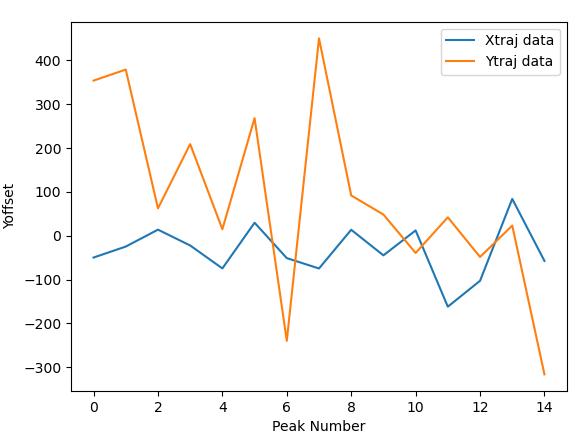 Xtraj data
Ytraj data
400
300
200
100
0
−100
−200
−300
Yoffset
0 2 4 6 8 10 12 14
Peak Number